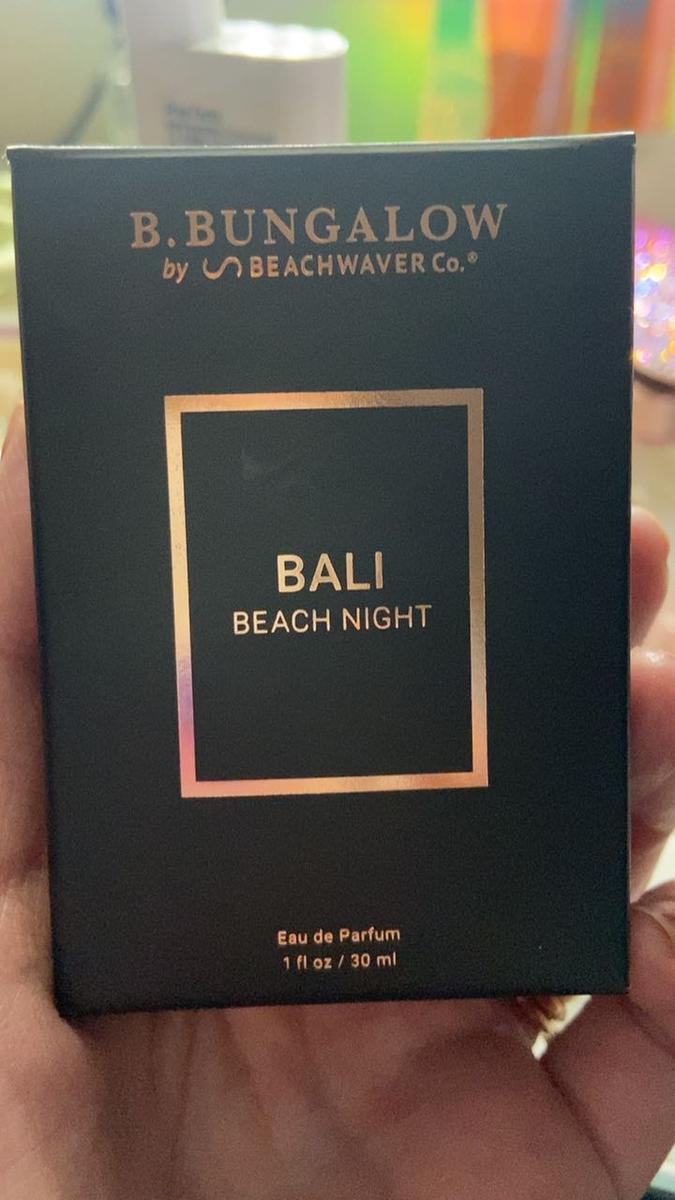 B. BUNGALOW
by BEACHWAVER Co.®
BALI
BEACH NIGHT
Eau de Parfum
1 fl oz / 30 ml